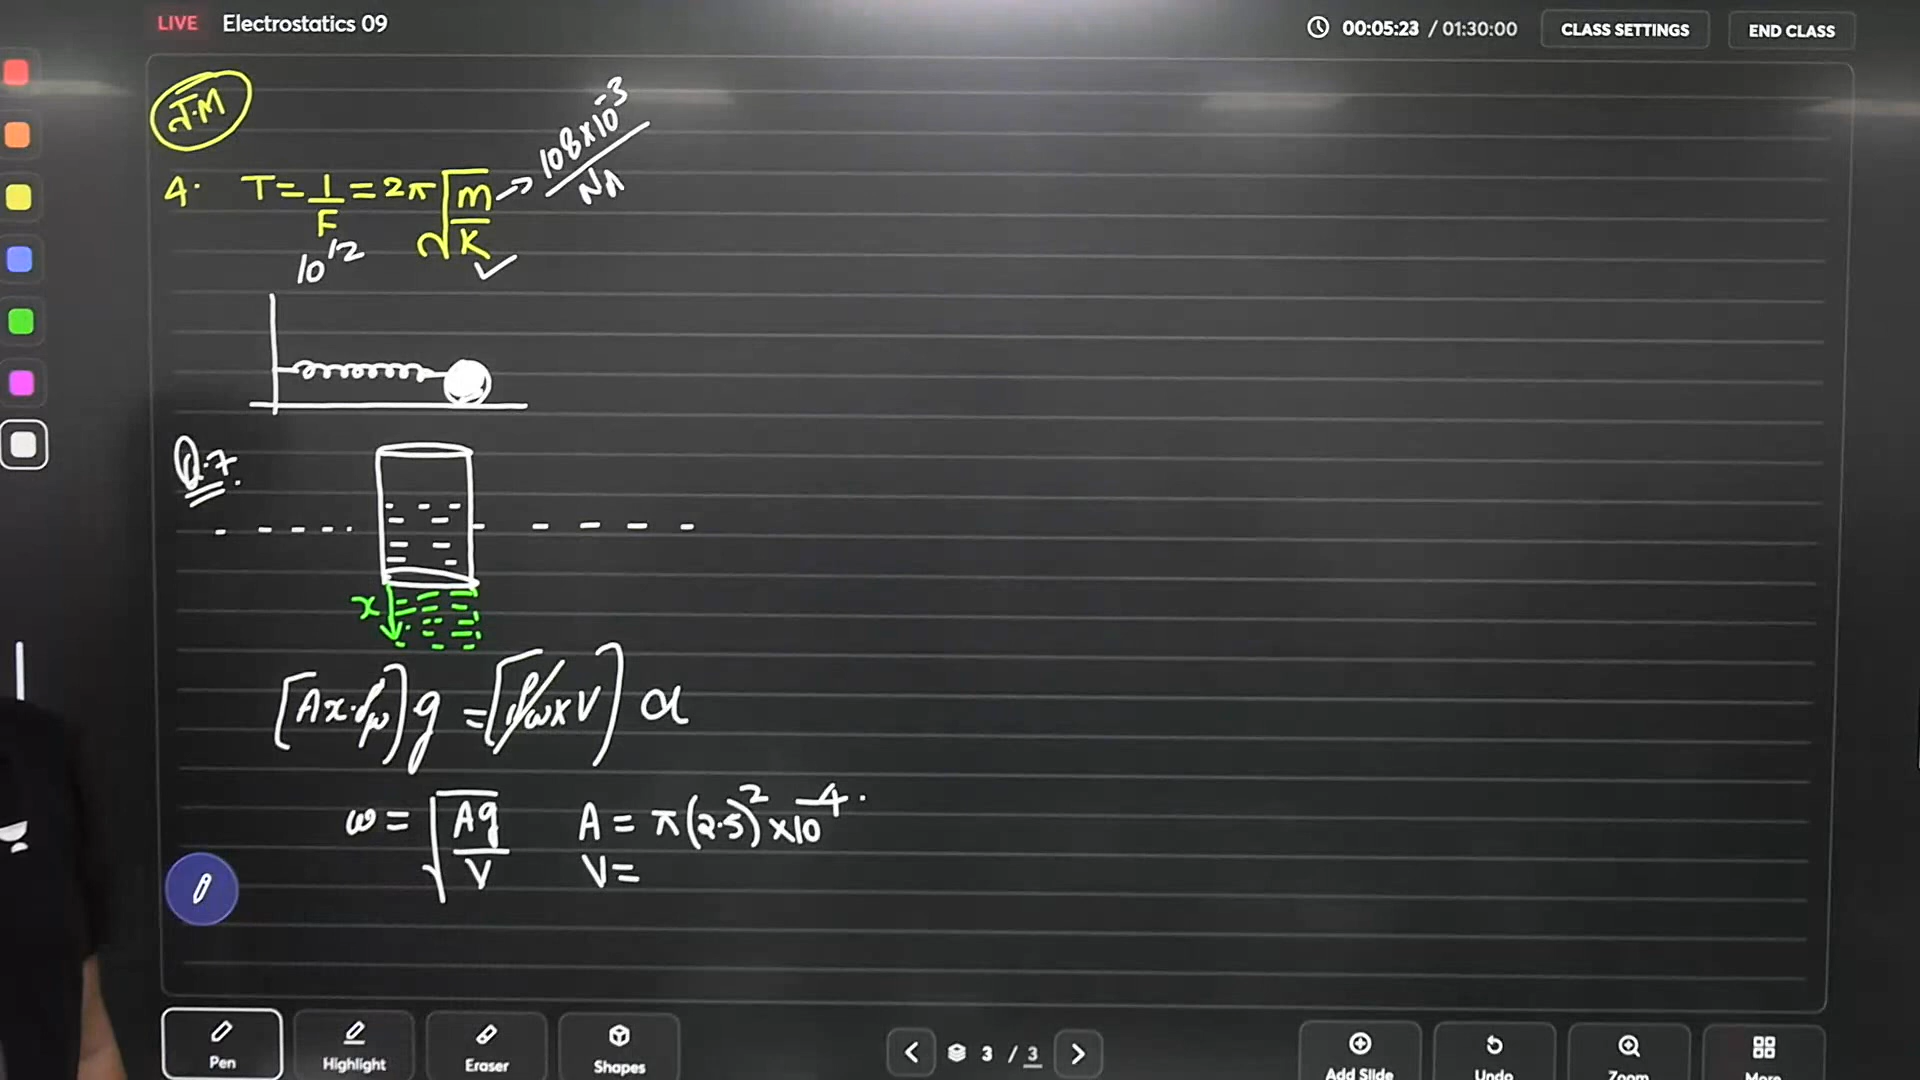 LIVE Electrostatics 09 00:05:23 / 01:30:00 CLASS SETTINGS END CLASS
J.M
4. T = 1/F = 2π √(m/K) → 108×10⁻³/NA
10¹²
Q.7.
x
[Ax·ρw]g = [ρw×V] a
ω = √(Ag/V) A = π(2.5)²×10⁻⁴.
V =
Pen Highlight Eraser Shapes 3 / 3 Add Slide Undo Zoom More